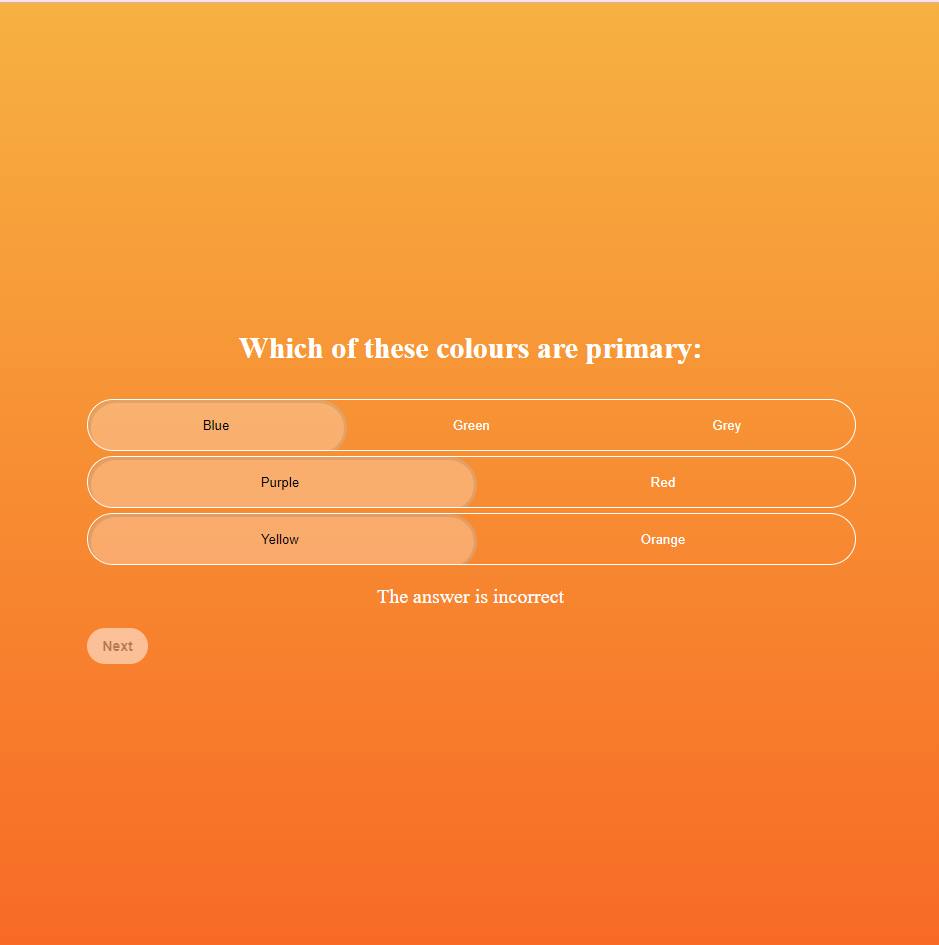 Which of these colours are primary:
Blue Green Grey
Purple Red
Yellow Orange
The answer is incorrect
Next